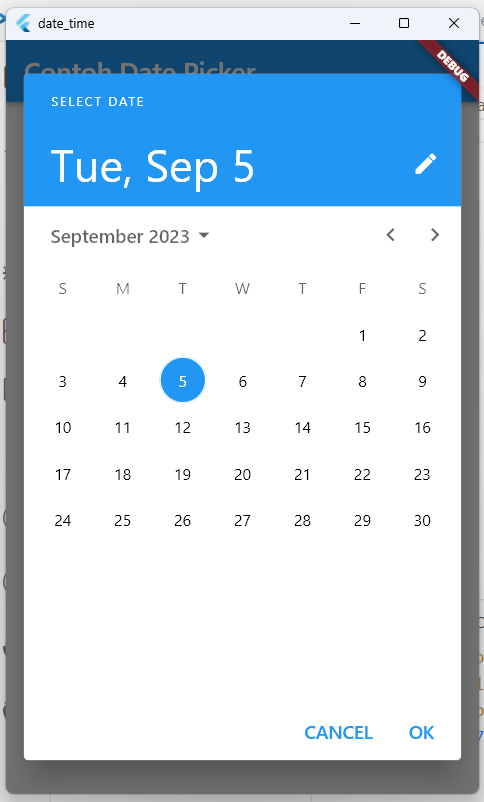 date_time
Contoh Date Picker
DEBUG
SELECT DATE
Tue, Sep 5
September 2023
S M T W T F S
1 2
3 4 5 6 7 8 9
10 11 12 13 14 15 16
17 18 19 20 21 22 23
24 25 26 27 28 29 30
CANCEL OK